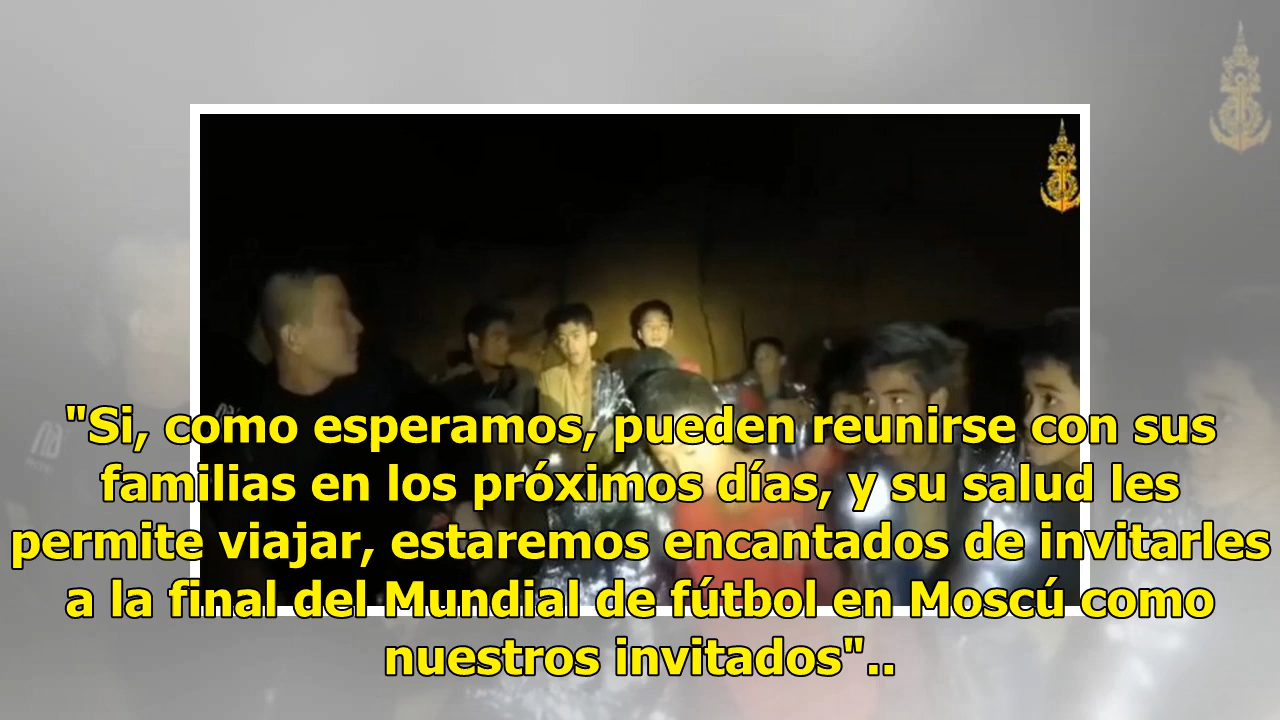 "Si, como esperamos, pueden reunirse con sus
familias en los próximos días, y su salud les
permite viajar, estaremos encantados de invitarles
a la final del Mundial de fútbol en Moscú como
nuestros invitados"..